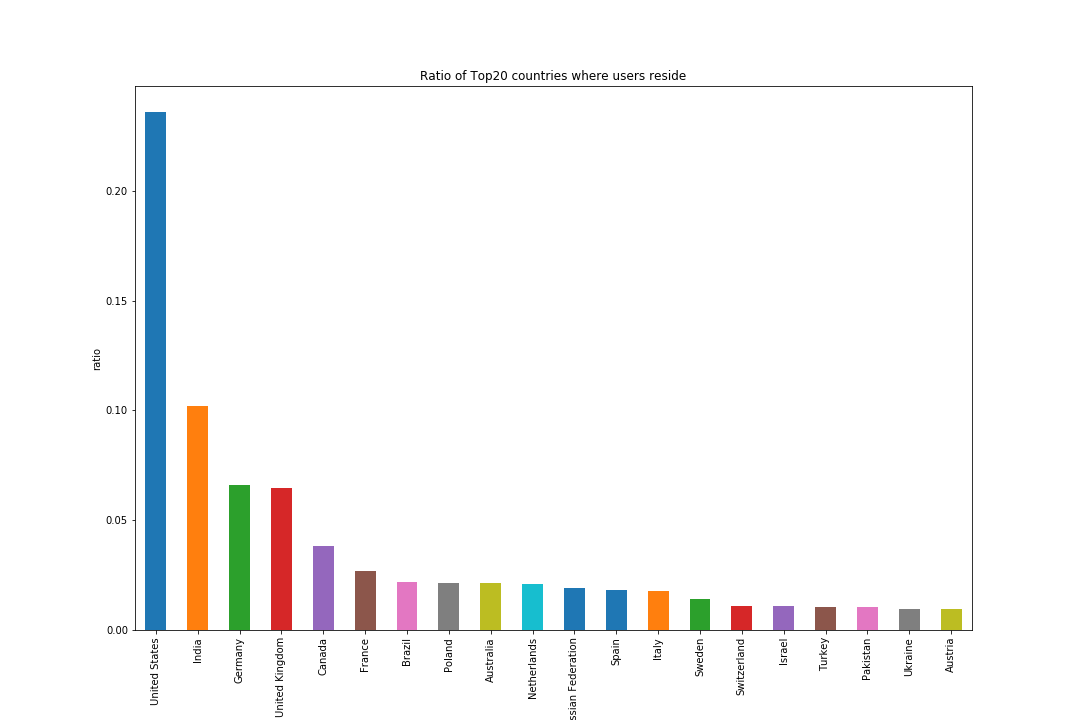 Ratio of Top20 countries where users reside
ratio
0.20
0.15
0.10
0.05
0.00
United States
India
Germany
United Kingdom
Canada
France
Brazil
Poland
Australia
Netherlands
ssian Federation
Spain
Italy
Sweden
Switzerland
Israel
Turkey
Pakistan
Ukraine
Austria